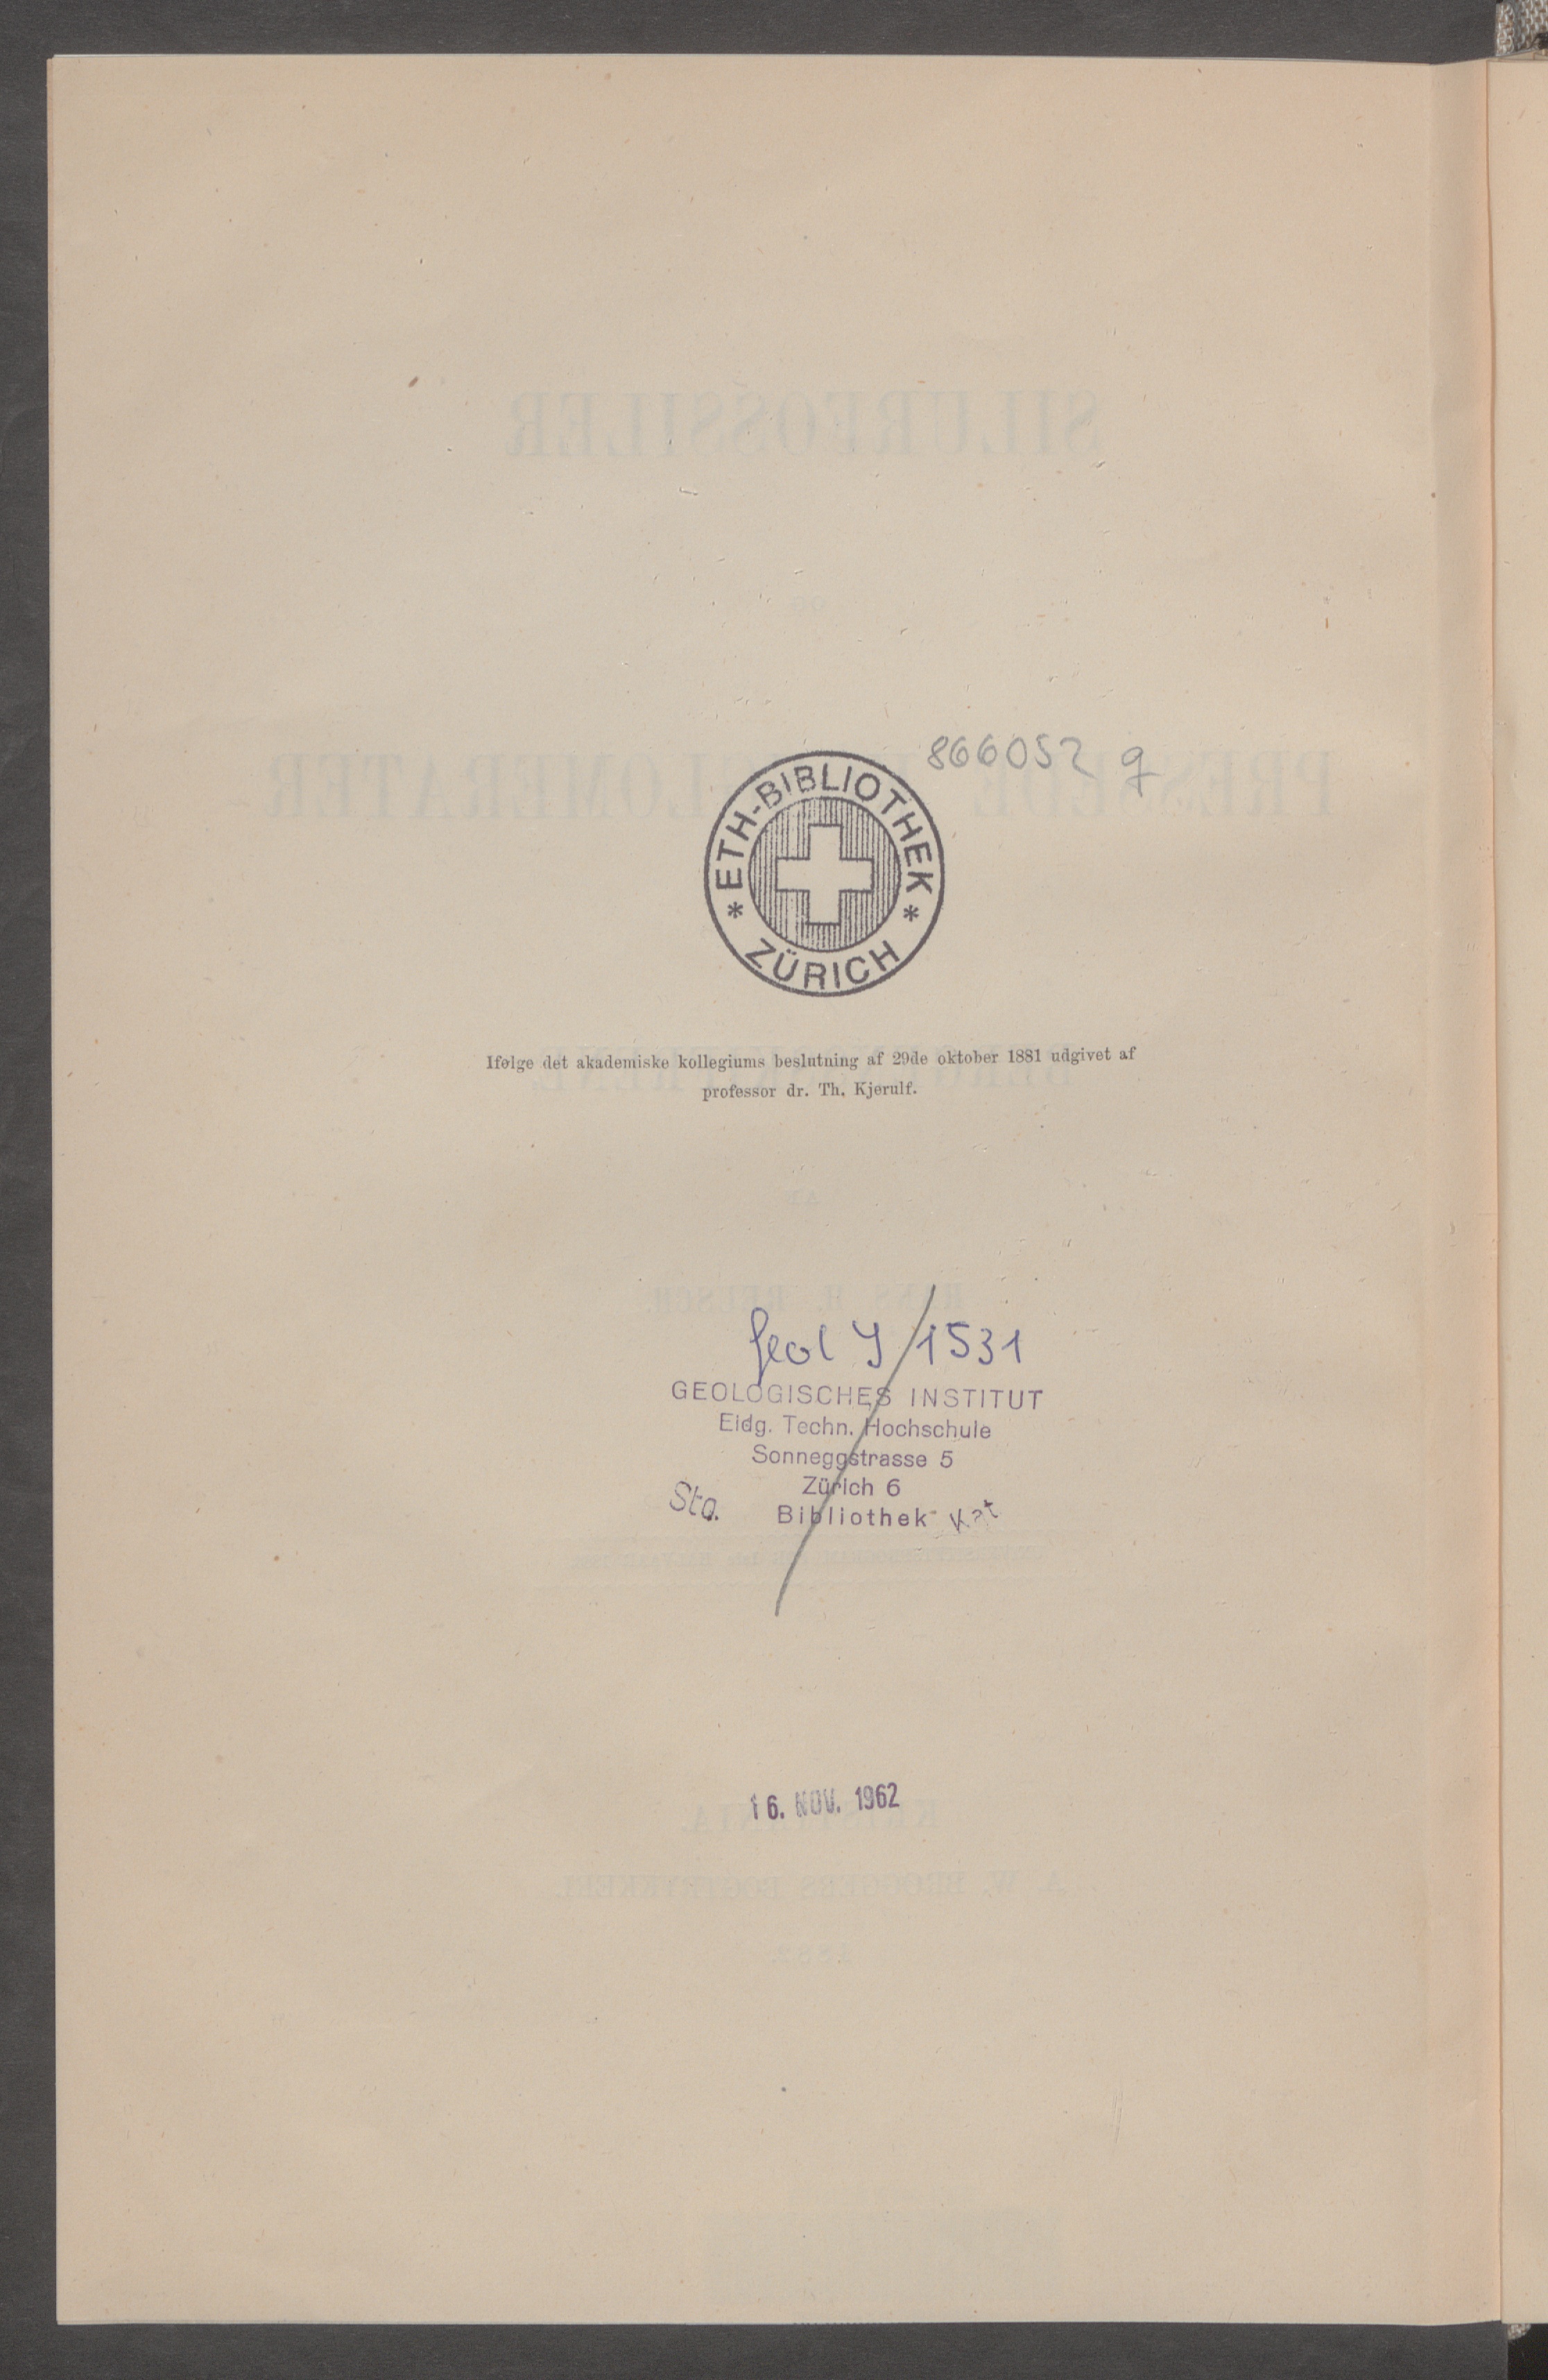 866052 g
* ETH-BIBLIOTHEK *
ZÜRICH
Ifølge det akademiske kollegiums beslutning af 29de oktober 1881 udgivet af
professor dr. Th. Kjerulf.
Geol Y/1531
GEOLOGISCHES INSTITUT
Eidg. Techn. Hochschule
Sonneggstrasse 5
Zürich 6
Sta. Bibliothek Kat
16. NOV. 1962